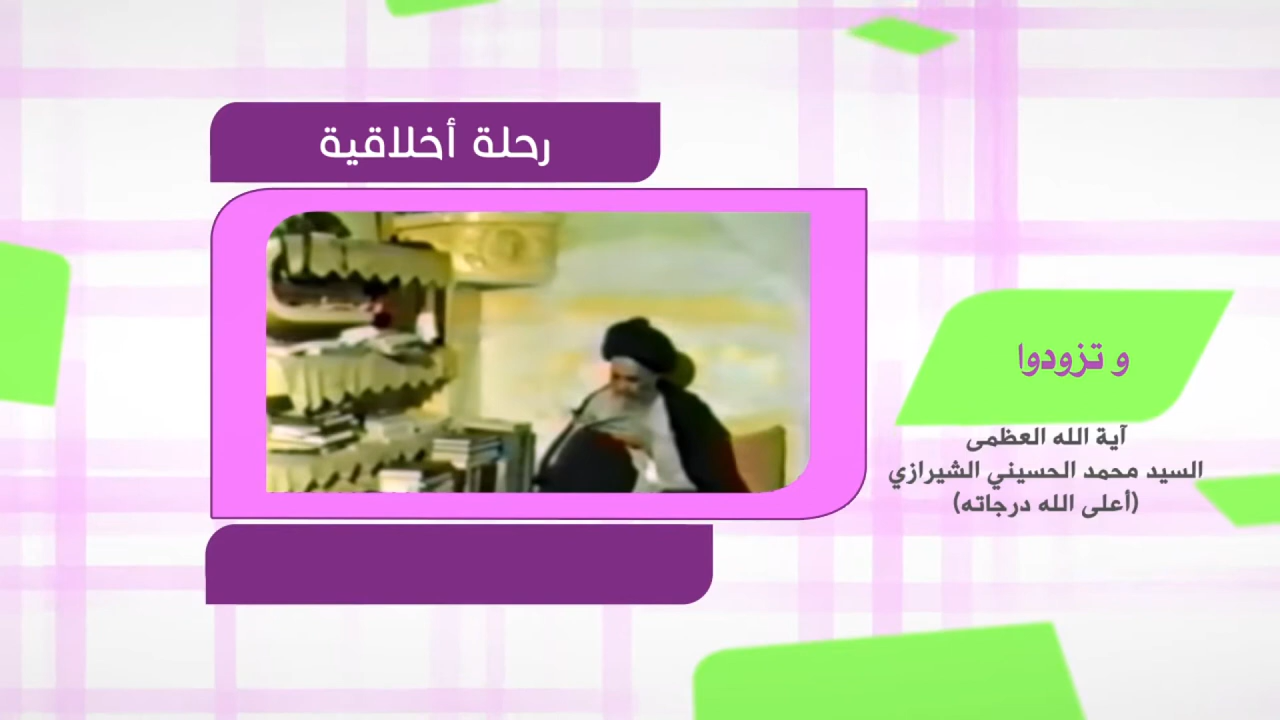 رحلة أخلاقية
و تزودوا
آية الله العظمى
السيد محمد الحسيني الشيرازي
(أعلى الله درجاته)